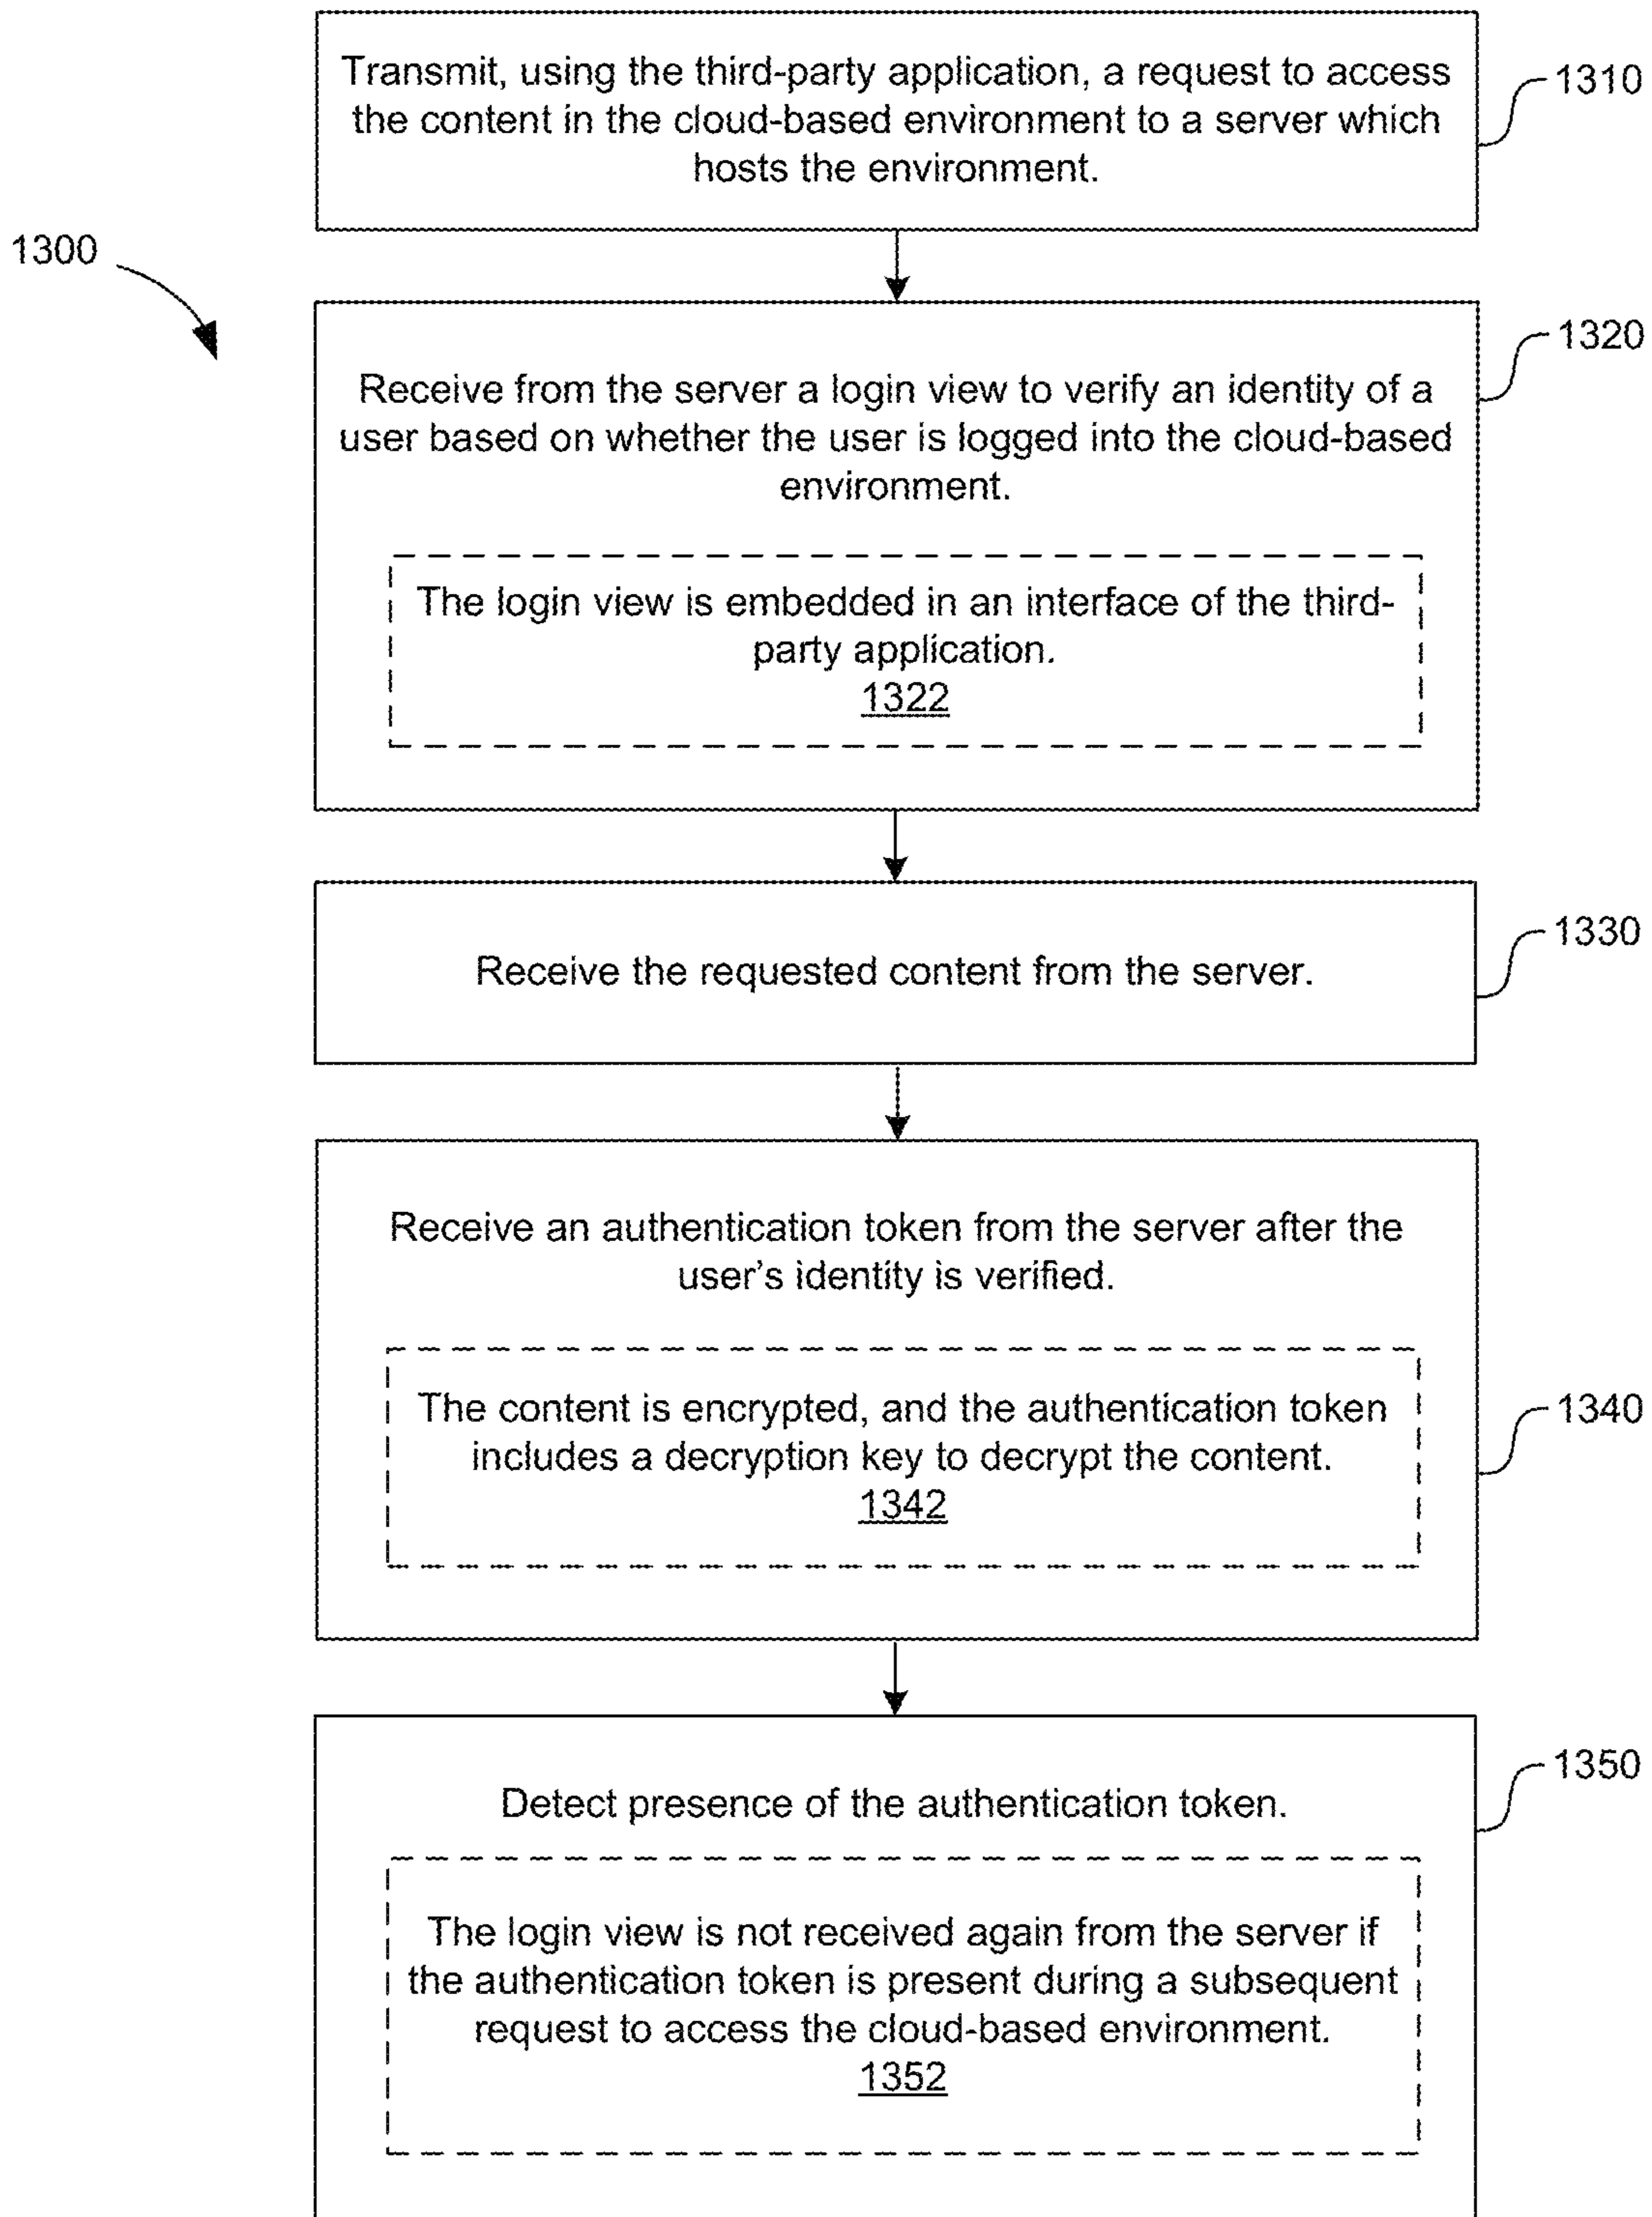 Transmit, using the third-party application, a request to access
the content in the cloud-based environment to a server which
hosts the environment.
1310
1300
1320
Receive from the server a login view to verify an identity of a
user based on whether the user is logged into the cloud-based
environment.
The login view is embedded in an interface of the third-
party application.
1322
1330
Receive the requested content from the server.
Receive an authentication token from the server after the
user's identity is verified.
The content is encrypted, and the authentication token
includes a decryption key to decrypt the content.
1342
1340
1350
Detect presence of the authentication token.
The login view is not received again from the server if
the authentication token is present during a subsequent
request to access the cloud-based environment.
1352